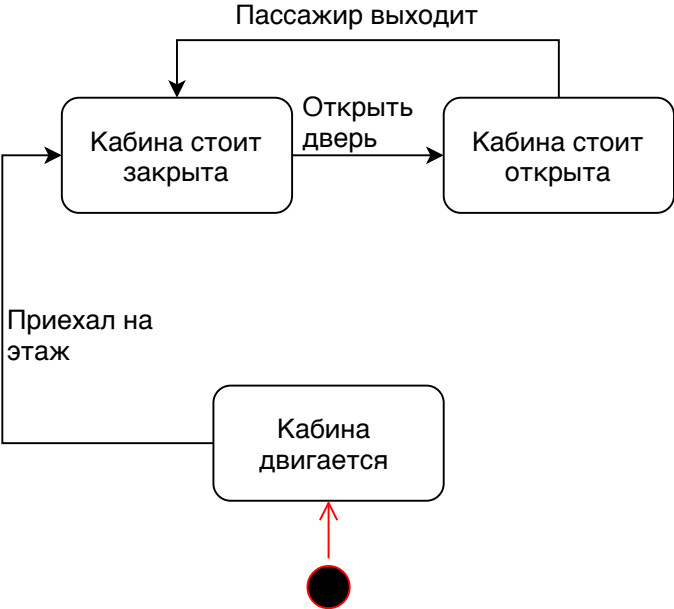 Пассажир выходит
Кабина стоит
закрыта
Открыть
дверь
Кабина стоит
открыта
Приехал на
этаж
Кабина
двигается